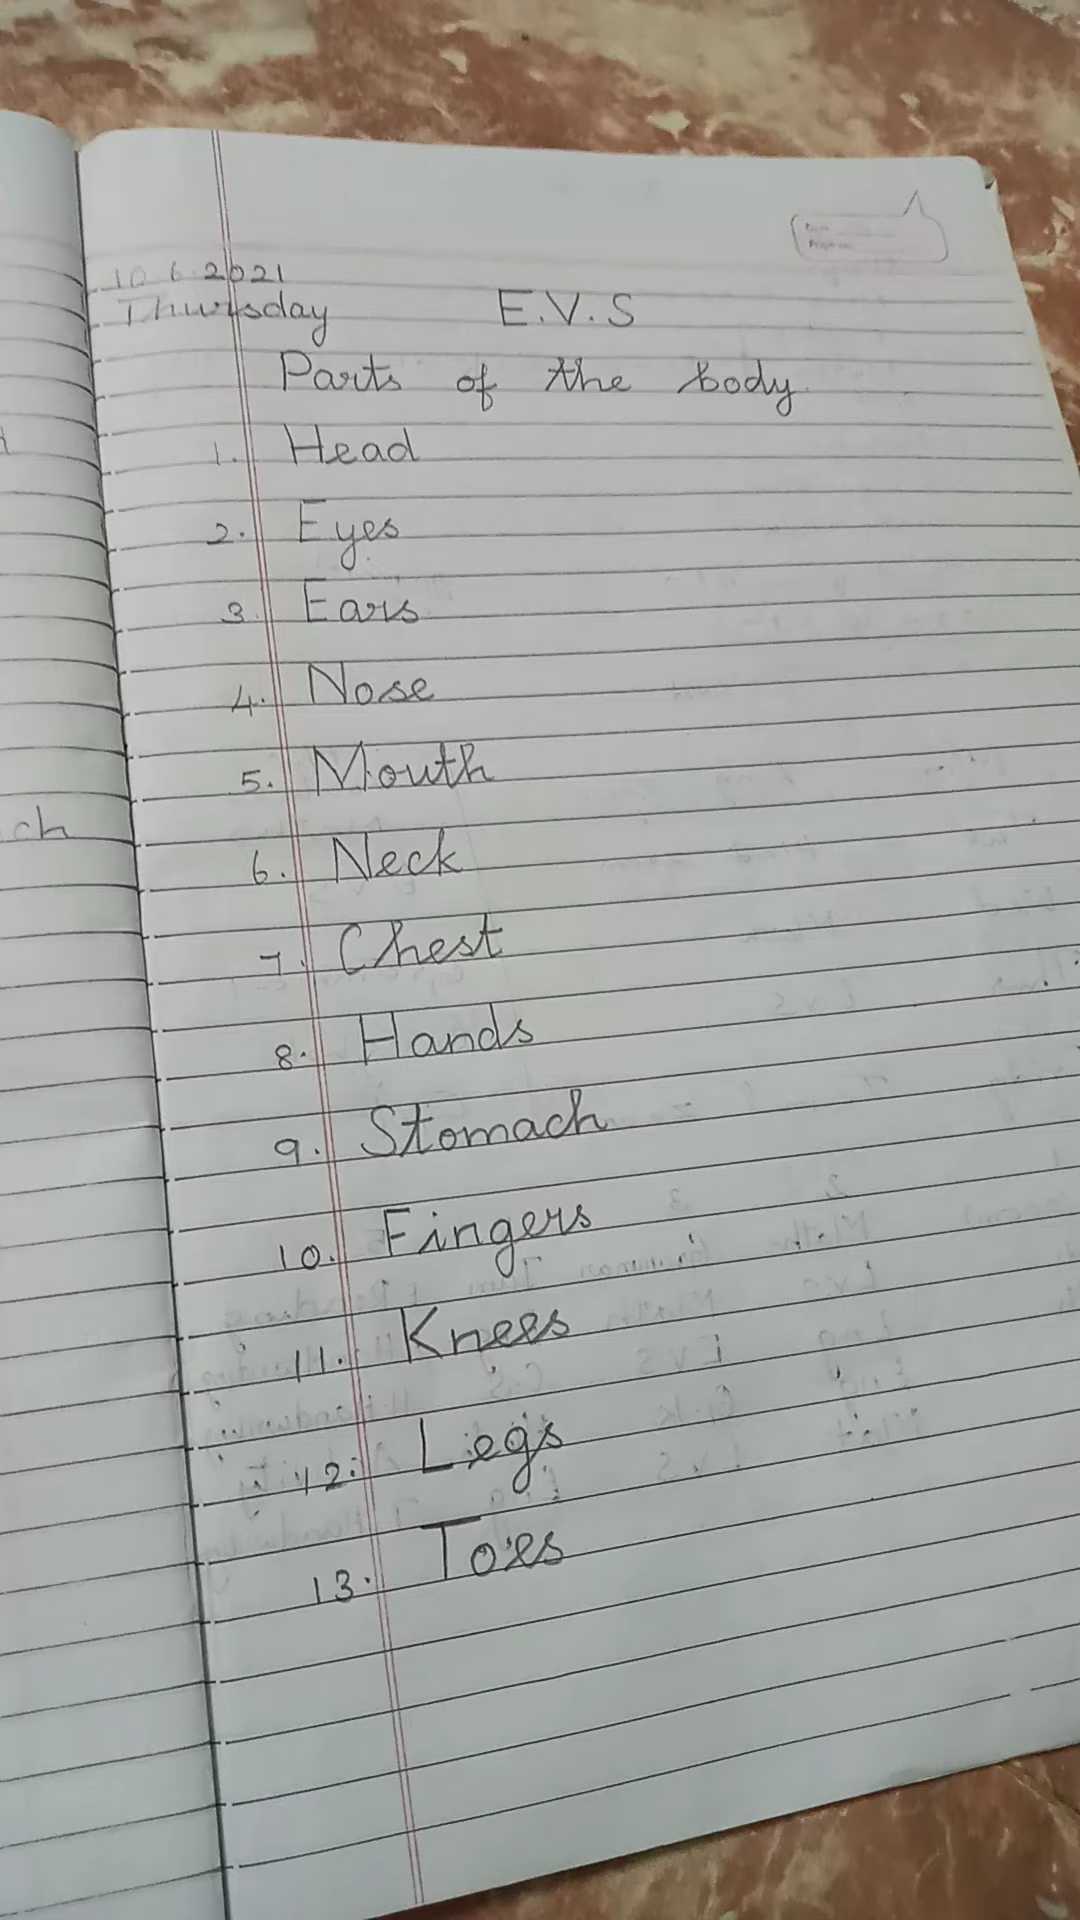 10.6.2021
Thursday E.V.S
Parts of the body
1. Head
2. Eyes
3. Ears
4. Nose
5. Mouth
6. Neck
7. Chest
8. Hands
9. Stomach
10. Fingers
11. Knees
12. Legs
13. Toes
ch